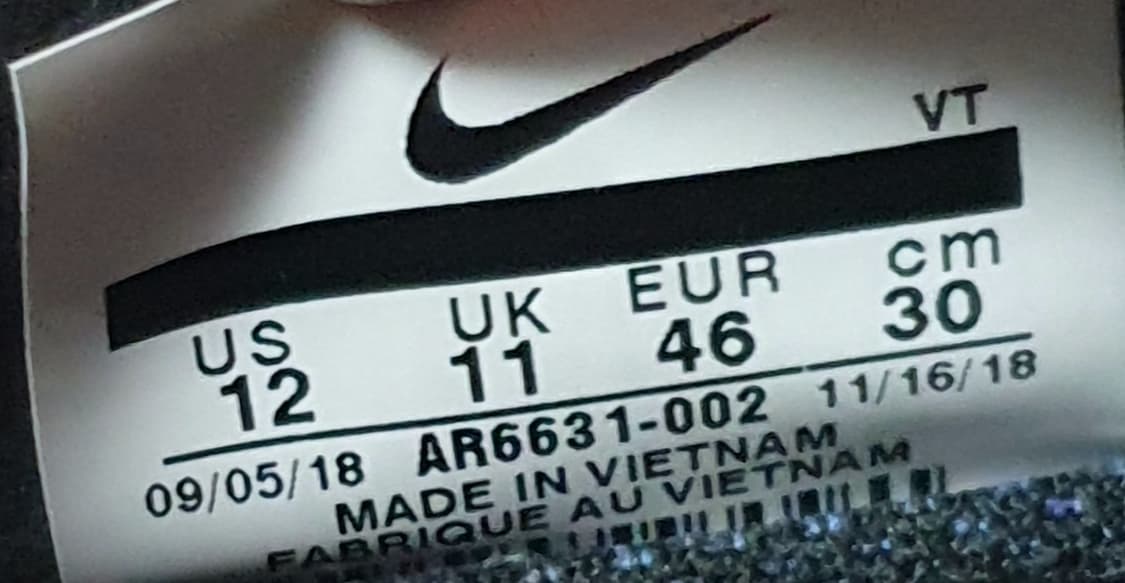 VT
US UK EUR cm
12 11 46 30
09/05/18 AR6631-002 11/16/18
MADE IN VIETNAM
FABRIQUE AU VIETNAM